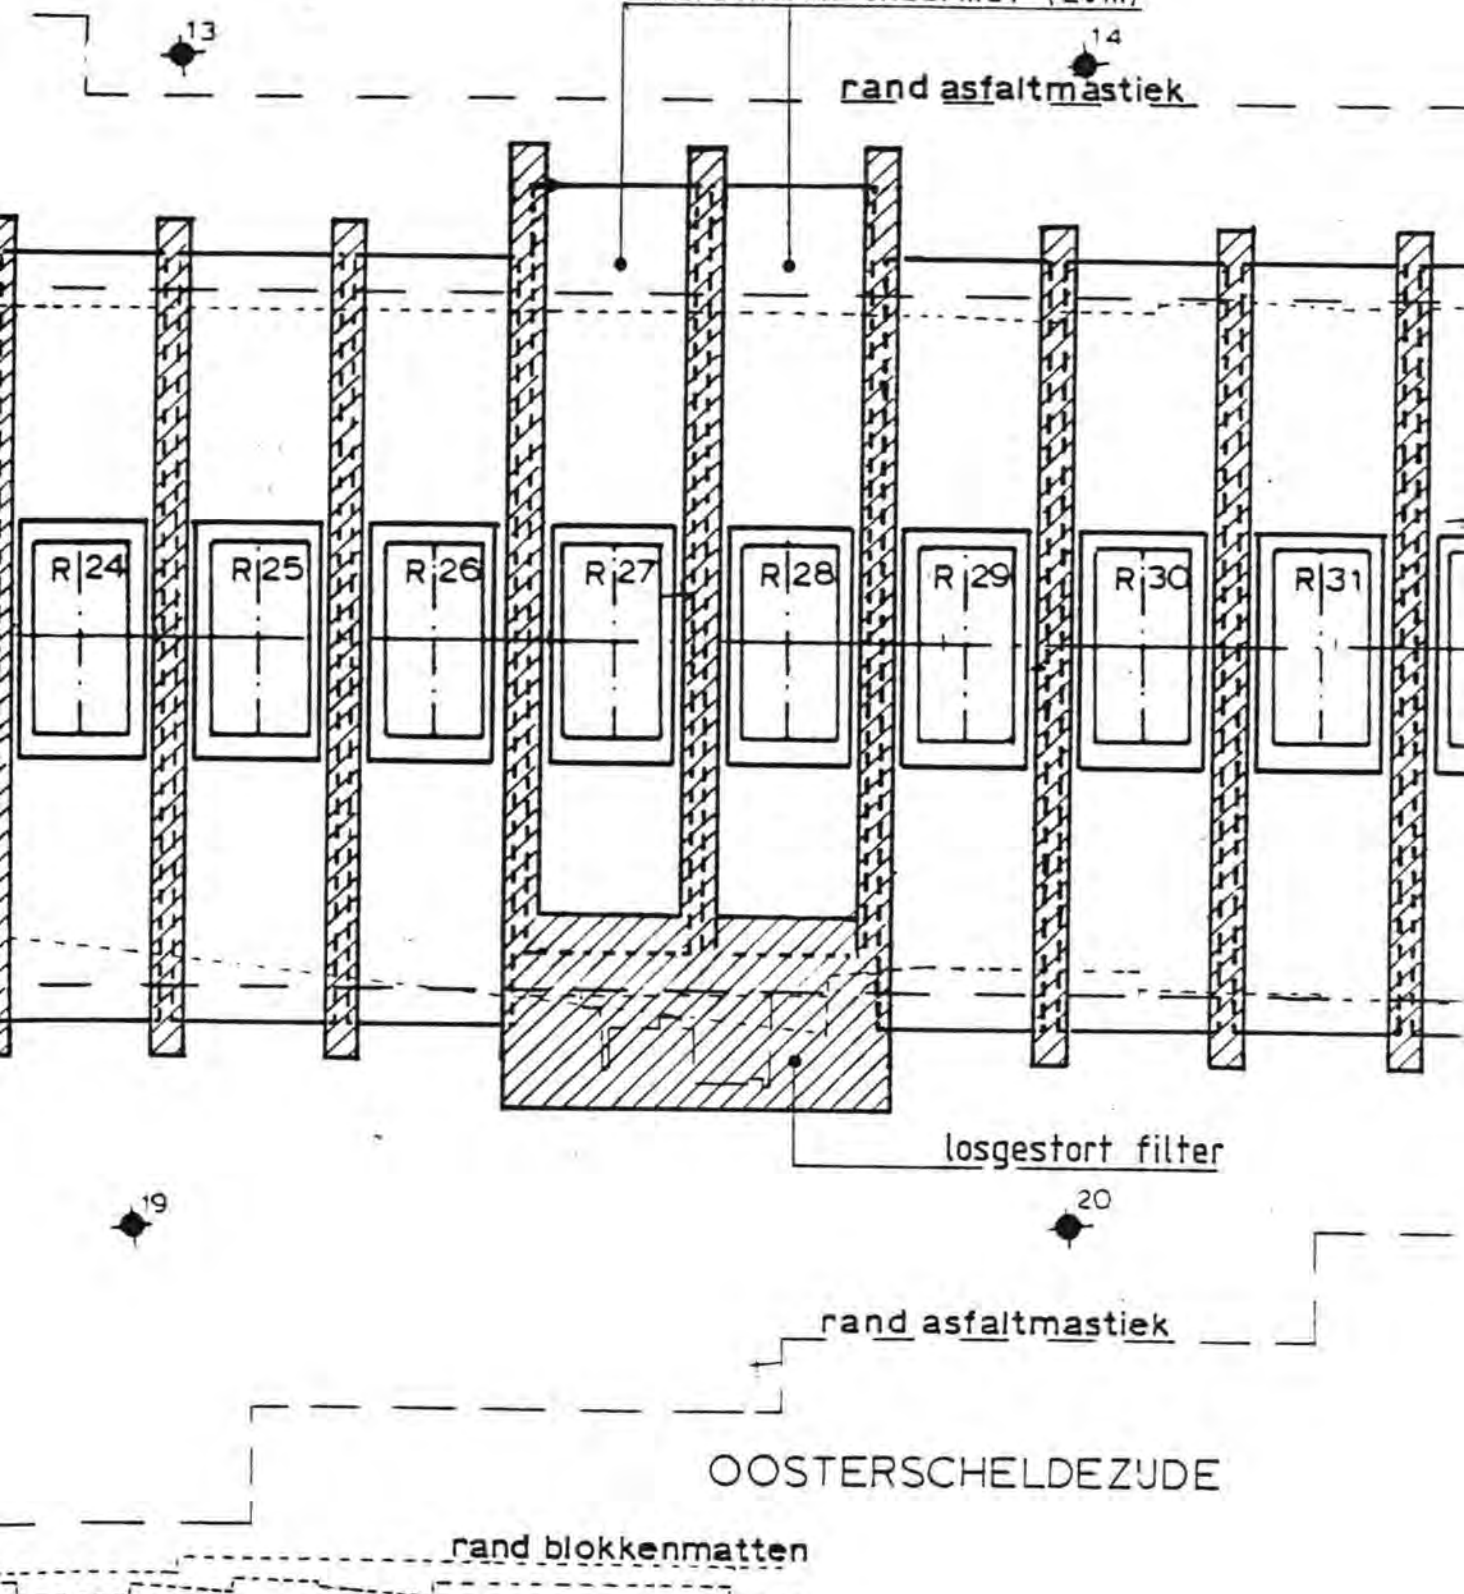 (20m)
13
14
rand asfaltmastiek
R 24
R 25
R 26
R 27
R 28
R 29
R 30
R 31
losgestort filter
19
20
rand asfaltmastiek
OOSTERSCHELDEZIJDE
rand blokkenmatten